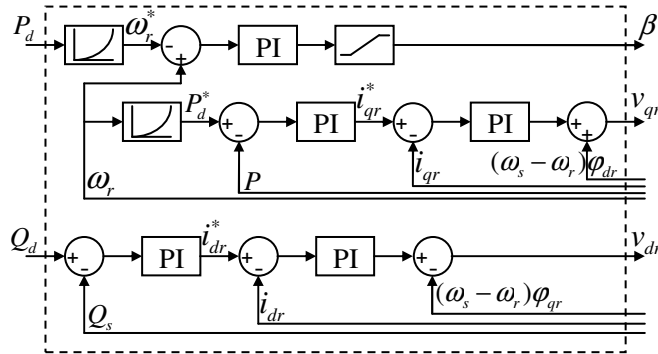 P_d ω_r^* - + PI β
P_d^* + - PI i_qr^* + - PI + + v_qr
ω_r P i_qr (ω_s − ω_r)φ_dr
Q_d + - PI i_dr^* + - PI + - v_dr
Q_s i_dr (ω_s − ω_r)φ_qr